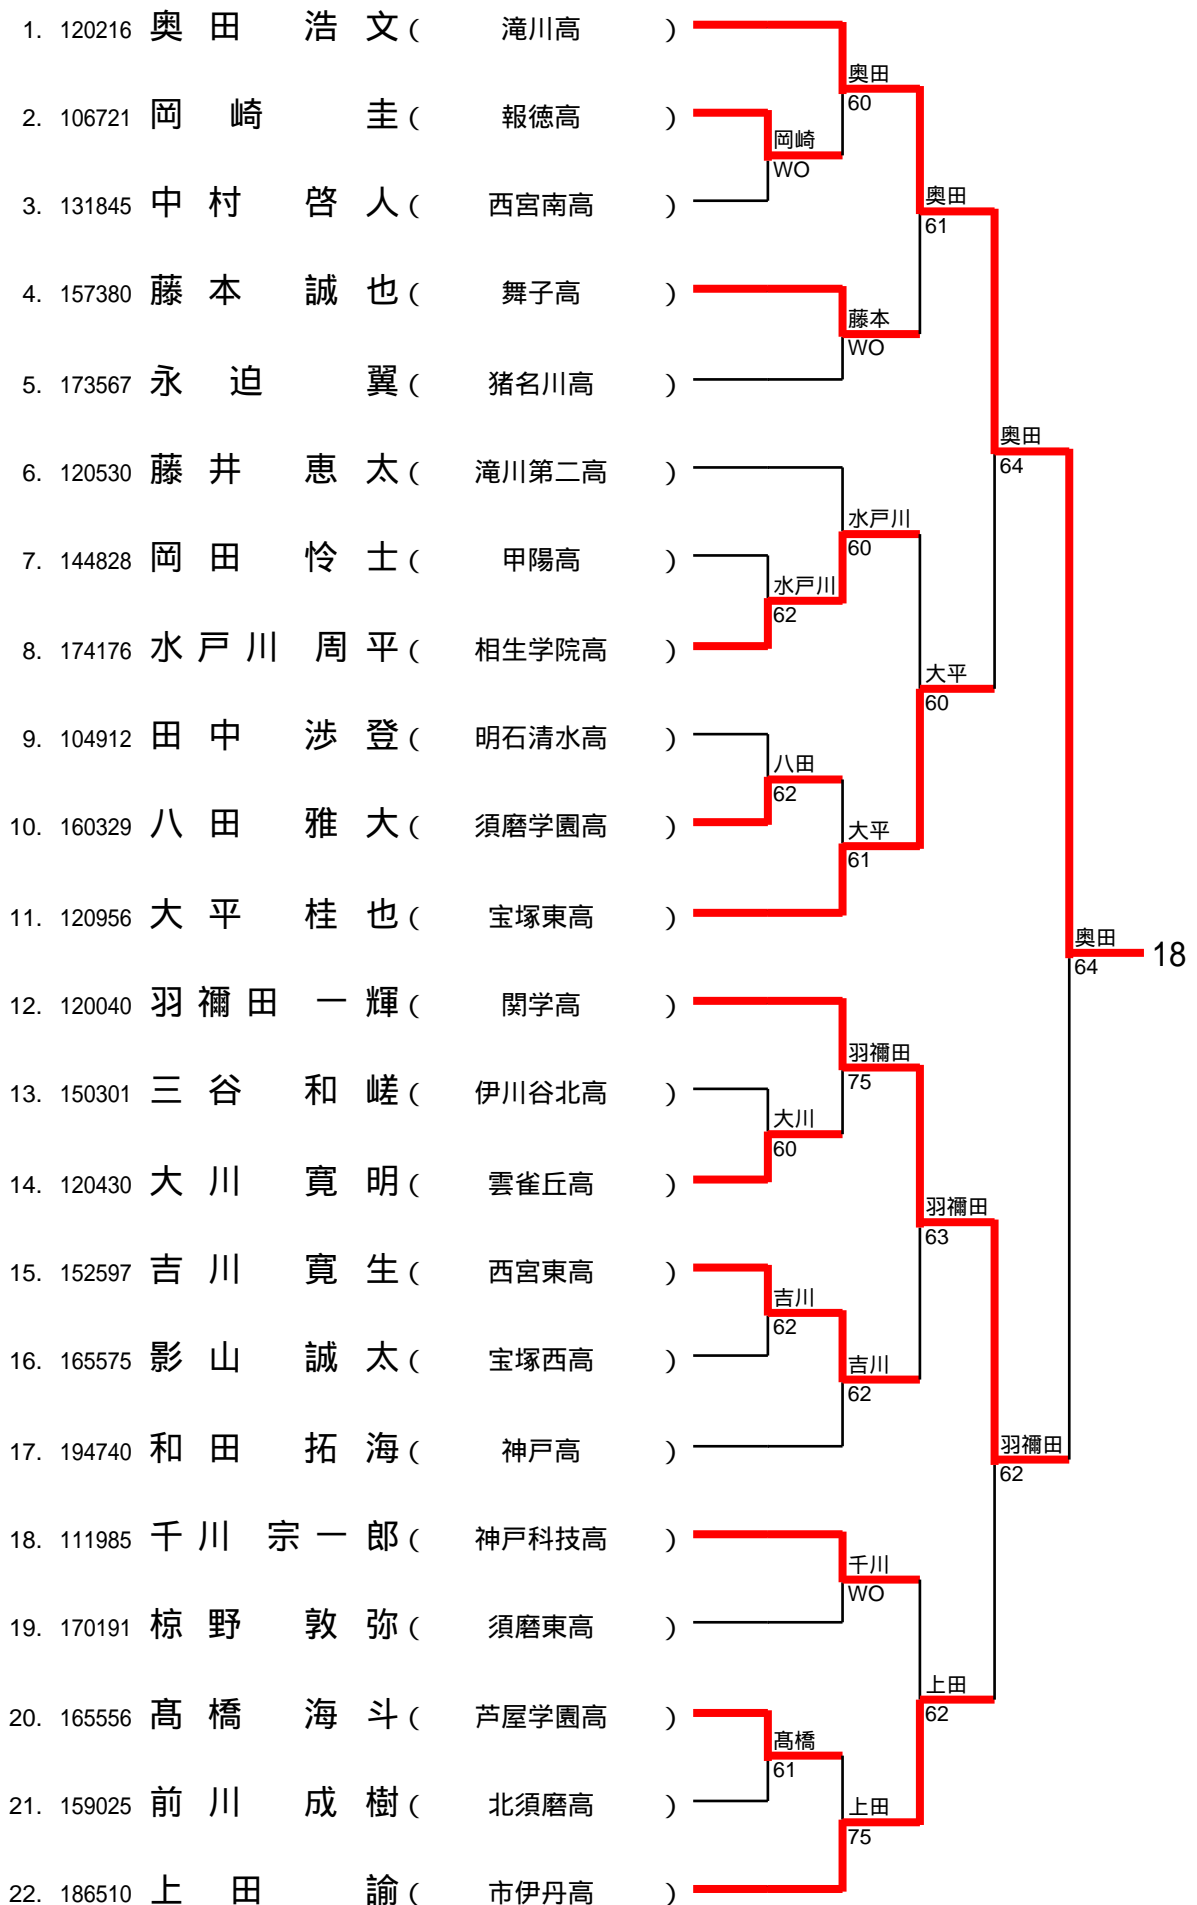 1. 120216 奥田 浩文 ( 滝川高 )
奥田
60
2. 106721 岡崎 圭 ( 報徳高 )
岡崎
WO
3. 131845 中村 啓人 ( 西宮南高 )
奥田
61
4. 157380 藤本 誠也 ( 舞子高 )
藤本
WO
5. 173567 永迫 翼 ( 猪名川高 )
奥田
64
6. 120530 藤井 恵太 ( 滝川第二高 )
水戸川
60
7. 144828 岡田 怜士 ( 甲陽高 )
水戸川
62
8. 174176 水戸川 周平 ( 相生学院高 )
大平
60
9. 104912 田中 渉登 ( 明石清水高 )
八田
62
10. 160329 八田 雅大 ( 須磨学園高 )
大平
61
11. 120956 大平 桂也 ( 宝塚東高 )
奥田
64
18
12. 120040 羽禰田 一輝 ( 関学高 )
羽禰田
75
13. 150301 三谷 和嵯 ( 伊川谷北高 )
大川
60
14. 120430 大川 寛明 ( 雲雀丘高 )
羽禰田
63
15. 152597 吉川 寛生 ( 西宮東高 )
吉川
62
16. 165575 影山 誠太 ( 宝塚西高 )
吉川
62
17. 194740 和田 拓海 ( 神戸高 )
羽禰田
62
18. 111985 千川 宗一郎 ( 神戸科技高 )
千川
WO
19. 170191 椋野 敦弥 ( 須磨東高 )
上田
62
20. 165556 髙橋 海斗 ( 芦屋学園高 )
髙橋
61
21. 159025 前川 成樹 ( 北須磨高 )
上田
75
22. 186510 上田 諭 ( 市伊丹高 )